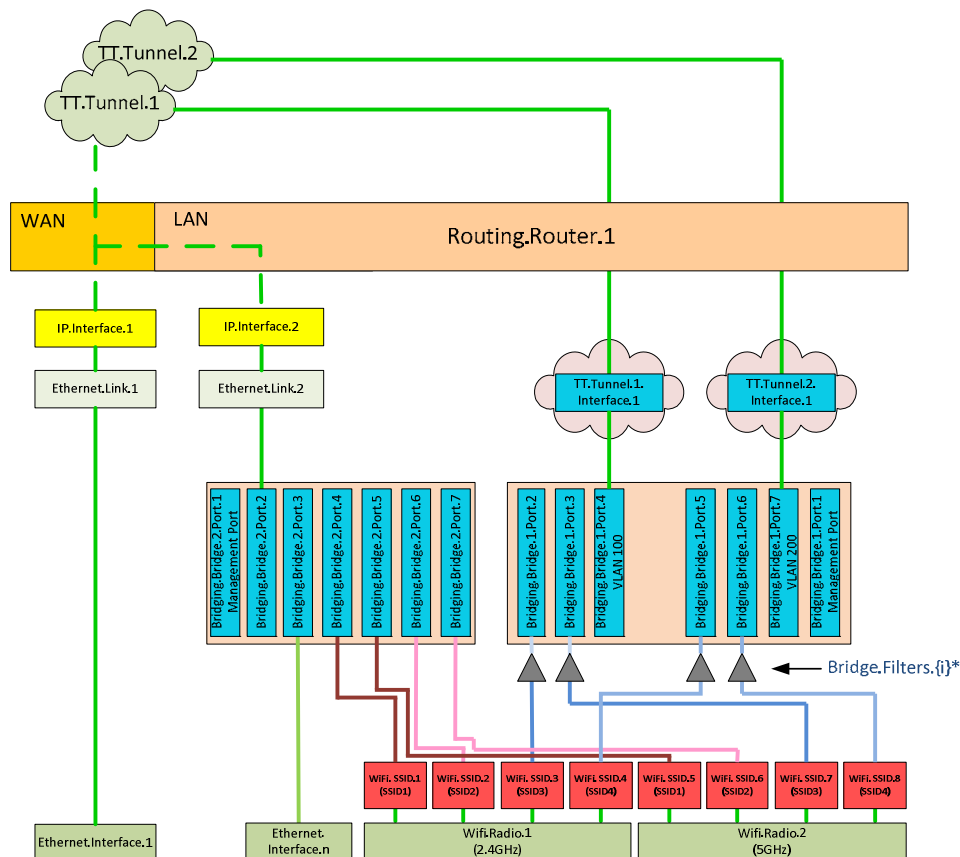 TT.Tunnel.2
TT.Tunnel.1
WAN
LAN
Routing.Router.1
IP.Interface.1
IP.Interface.2
Ethernet.Link.1
Ethernet.Link.2
TT.Tunnel.1.
Interface.1
TT.Tunnel.2.
Interface.1
Bridging.Bridge.2.Port.1
Management Port
Bridging.Bridge.2.Port.2
Bridging.Bridge.2.Port.3
Bridging.Bridge.2.Port.4
Bridging.Bridge.2.Port.5
Bridging.Bridge.2.Port.6
Bridging.Bridge.2.Port.7
Bridging.Bridge.1.Port.2
Bridging.Bridge.1.Port.3
Bridging.Bridge.1.Port.4
VLAN 100
Bridging.Bridge.1.Port.5
Bridging.Bridge.1.Port.6
Bridging.Bridge.1.Port.7
VLAN 200
Bridging.Bridge.1.Port.1
Management Port
Bridge.Filters.{i}*
WiFi. SSID.1
(SSID1)
WiFi. SSID.2
(SSID2)
WiFi. SSID.3
(SSID3)
WiFi. SSID.4
(SSID4)
WiFi. SSID.5
(SSID1)
WiFi. SSID.6
(SSID2)
WiFi. SSID.7
(SSID3)
WiFi. SSID.8
(SSID4)
Ethernet.Interface.1
Ethernet.
Interface.n
Wifi.Radio.1
(2.4GHz)
Wifi.Radio.2
(5GHz)